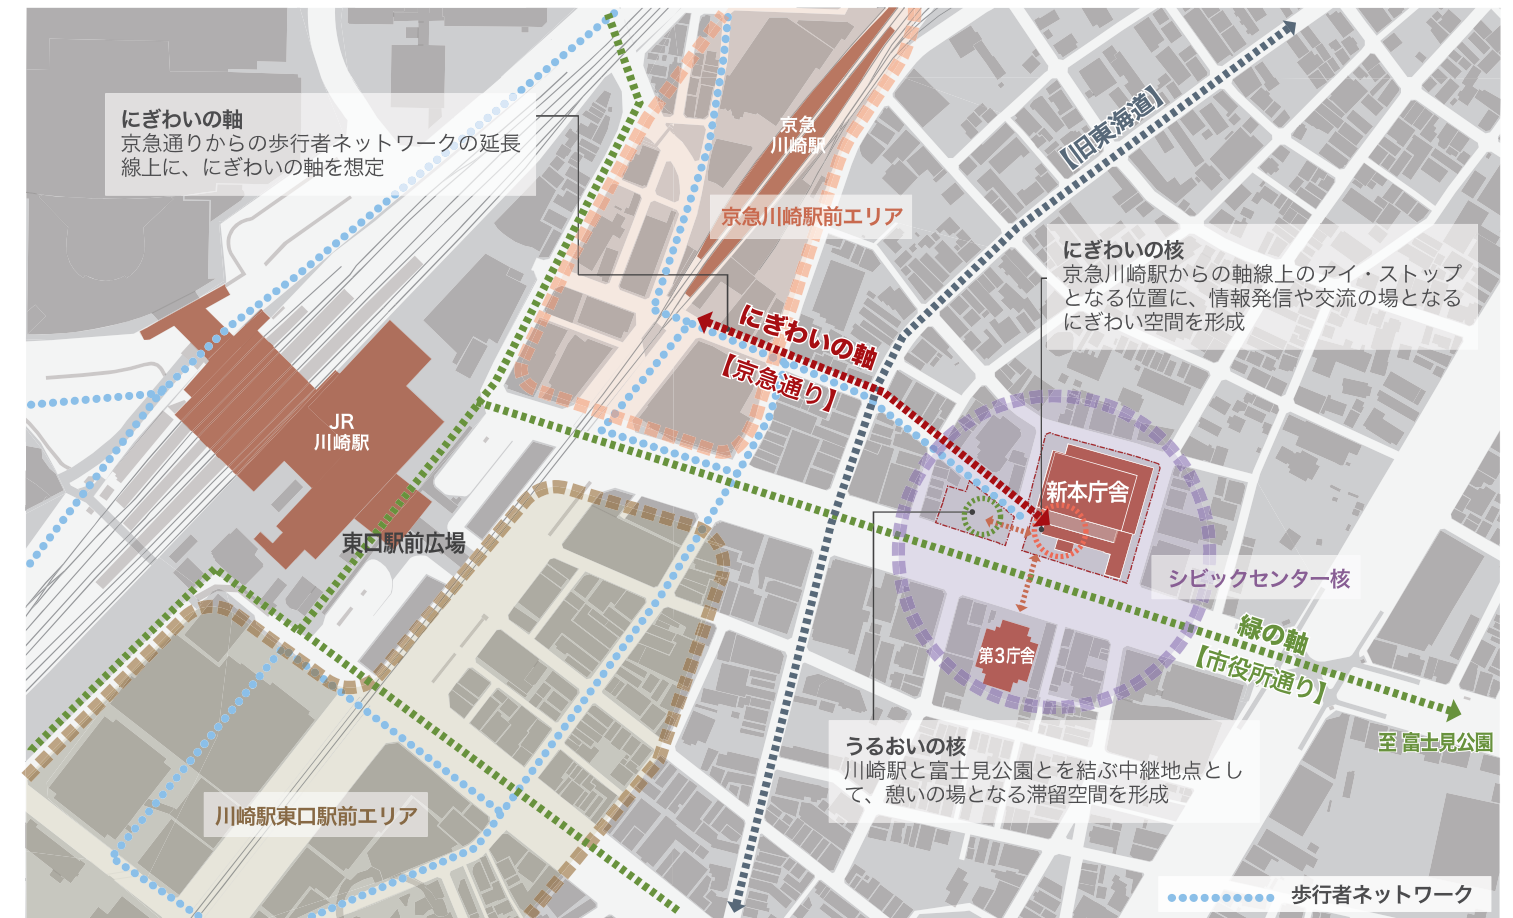 にぎわいの軸
京急通りからの歩行者ネットワークの延長
線上に、にぎわいの軸を想定
京急
川崎駅
【旧東海道】
京急川崎駅前エリア
にぎわいの核
京急川崎駅からの軸線上のアイ・ストップ
となる位置に、情報発信や交流の場となる
にぎわい空間を形成
にぎわいの軸
【京急通り】
JR
川崎駅
新本庁舎
東口駅前広場
シビックセンター核
緑の軸
【市役所通り】
第3庁舎
至 富士見公園
うるおいの核
川崎駅と富士見公園とを結ぶ中継地点とし
て、憩いの場となる滞留空間を形成
川崎駅東口駅前エリア
歩行者ネットワーク